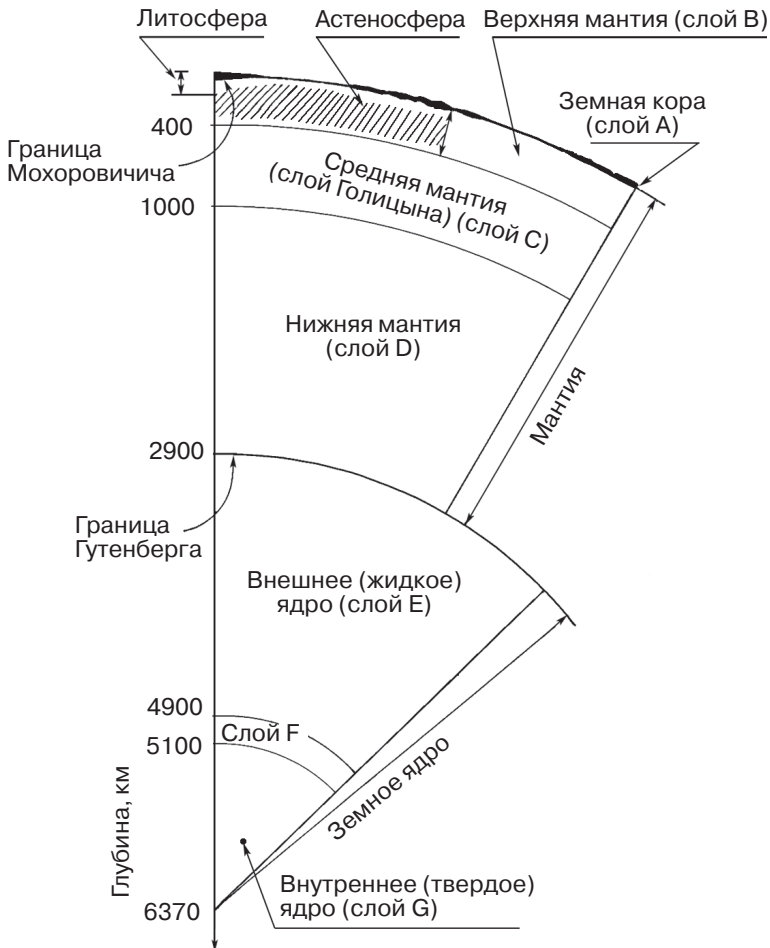 Литосфера
Астеносфера
Верхняя мантия (слой B)
Земная кора
(слой A)
400
Граница
Мохоровичича
Средняя мантия
(слой Голицына) (слой C)
1000
Нижняя мантия
(слой D)
Мантия
2900
Граница
Гутенберга
Внешнее (жидкое)
ядро (слой E)
4900
Слой F
5100
Земное ядро
Глубина, км
Внутреннее (твердое)
ядро (слой G)
6370